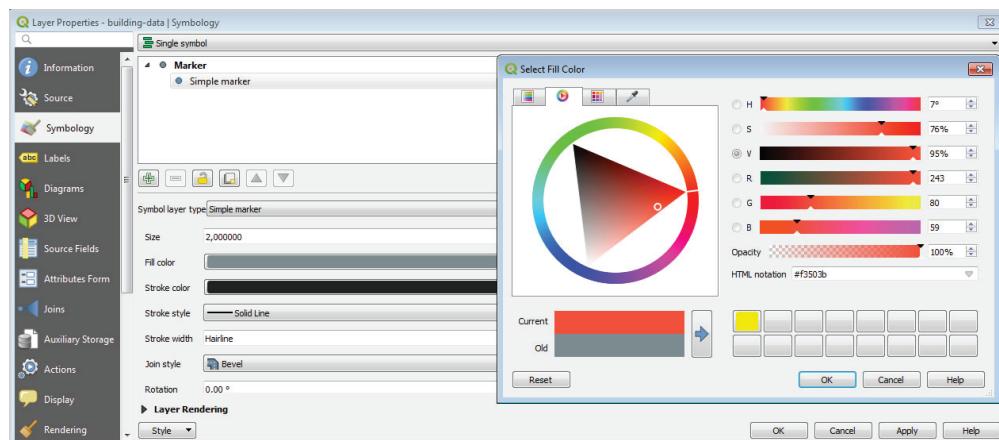 Layer Properties - building-data | Symbology
Single symbol
Information
Source
Symbology
abc Labels
Diagrams
3D View
Source Fields
Attributes Form
Joins
Auxiliary Storage
Actions
Display
Rendering
Marker
Simple marker
Symbol layer type Simple marker
Size 2,000000
Fill color
Stroke color
Stroke style Solid Line
Stroke width Hairline
Join style Bevel
Rotation 0.00 °
Layer Rendering
Style
OK Cancel Apply Help
Select Fill Color
H 7°
S 76%
V 95%
R 243
G 80
B 59
Opacity 100%
HTML notation #f3503b
Current
Old
Reset
OK Cancel Help